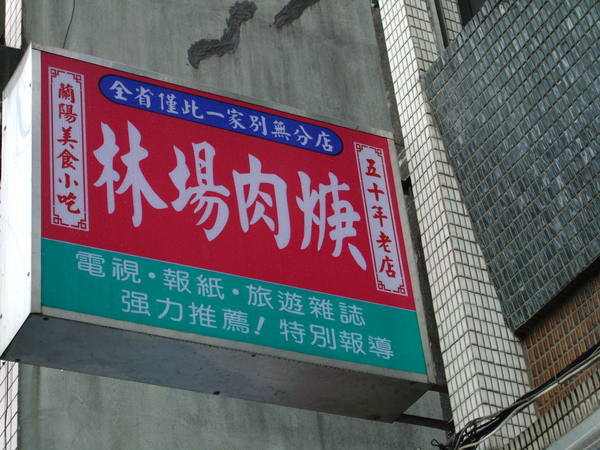 全省僅此一家別無分店
蘭陽美食小吃
林場肉焿
五十年老店
電視·報紙·旅遊雜誌
强力推薦!特別報導